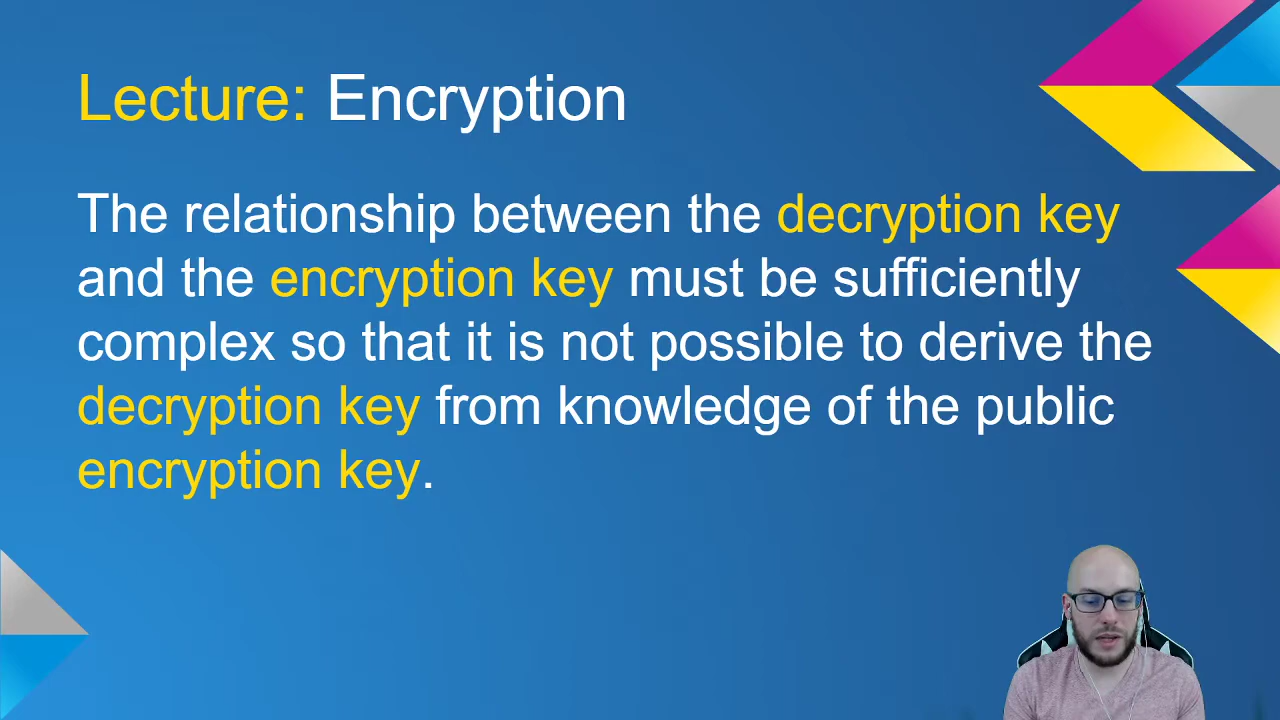 Lecture: Encryption
The relationship between the decryption key
and the encryption key must be sufficiently
complex so that it is not possible to derive the
decryption key from knowledge of the public
encryption key.